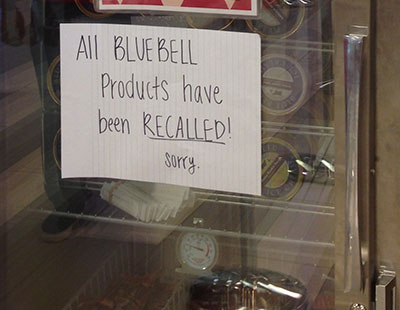 All BLUEBELL
Products have
been RECALLED!
sorry.